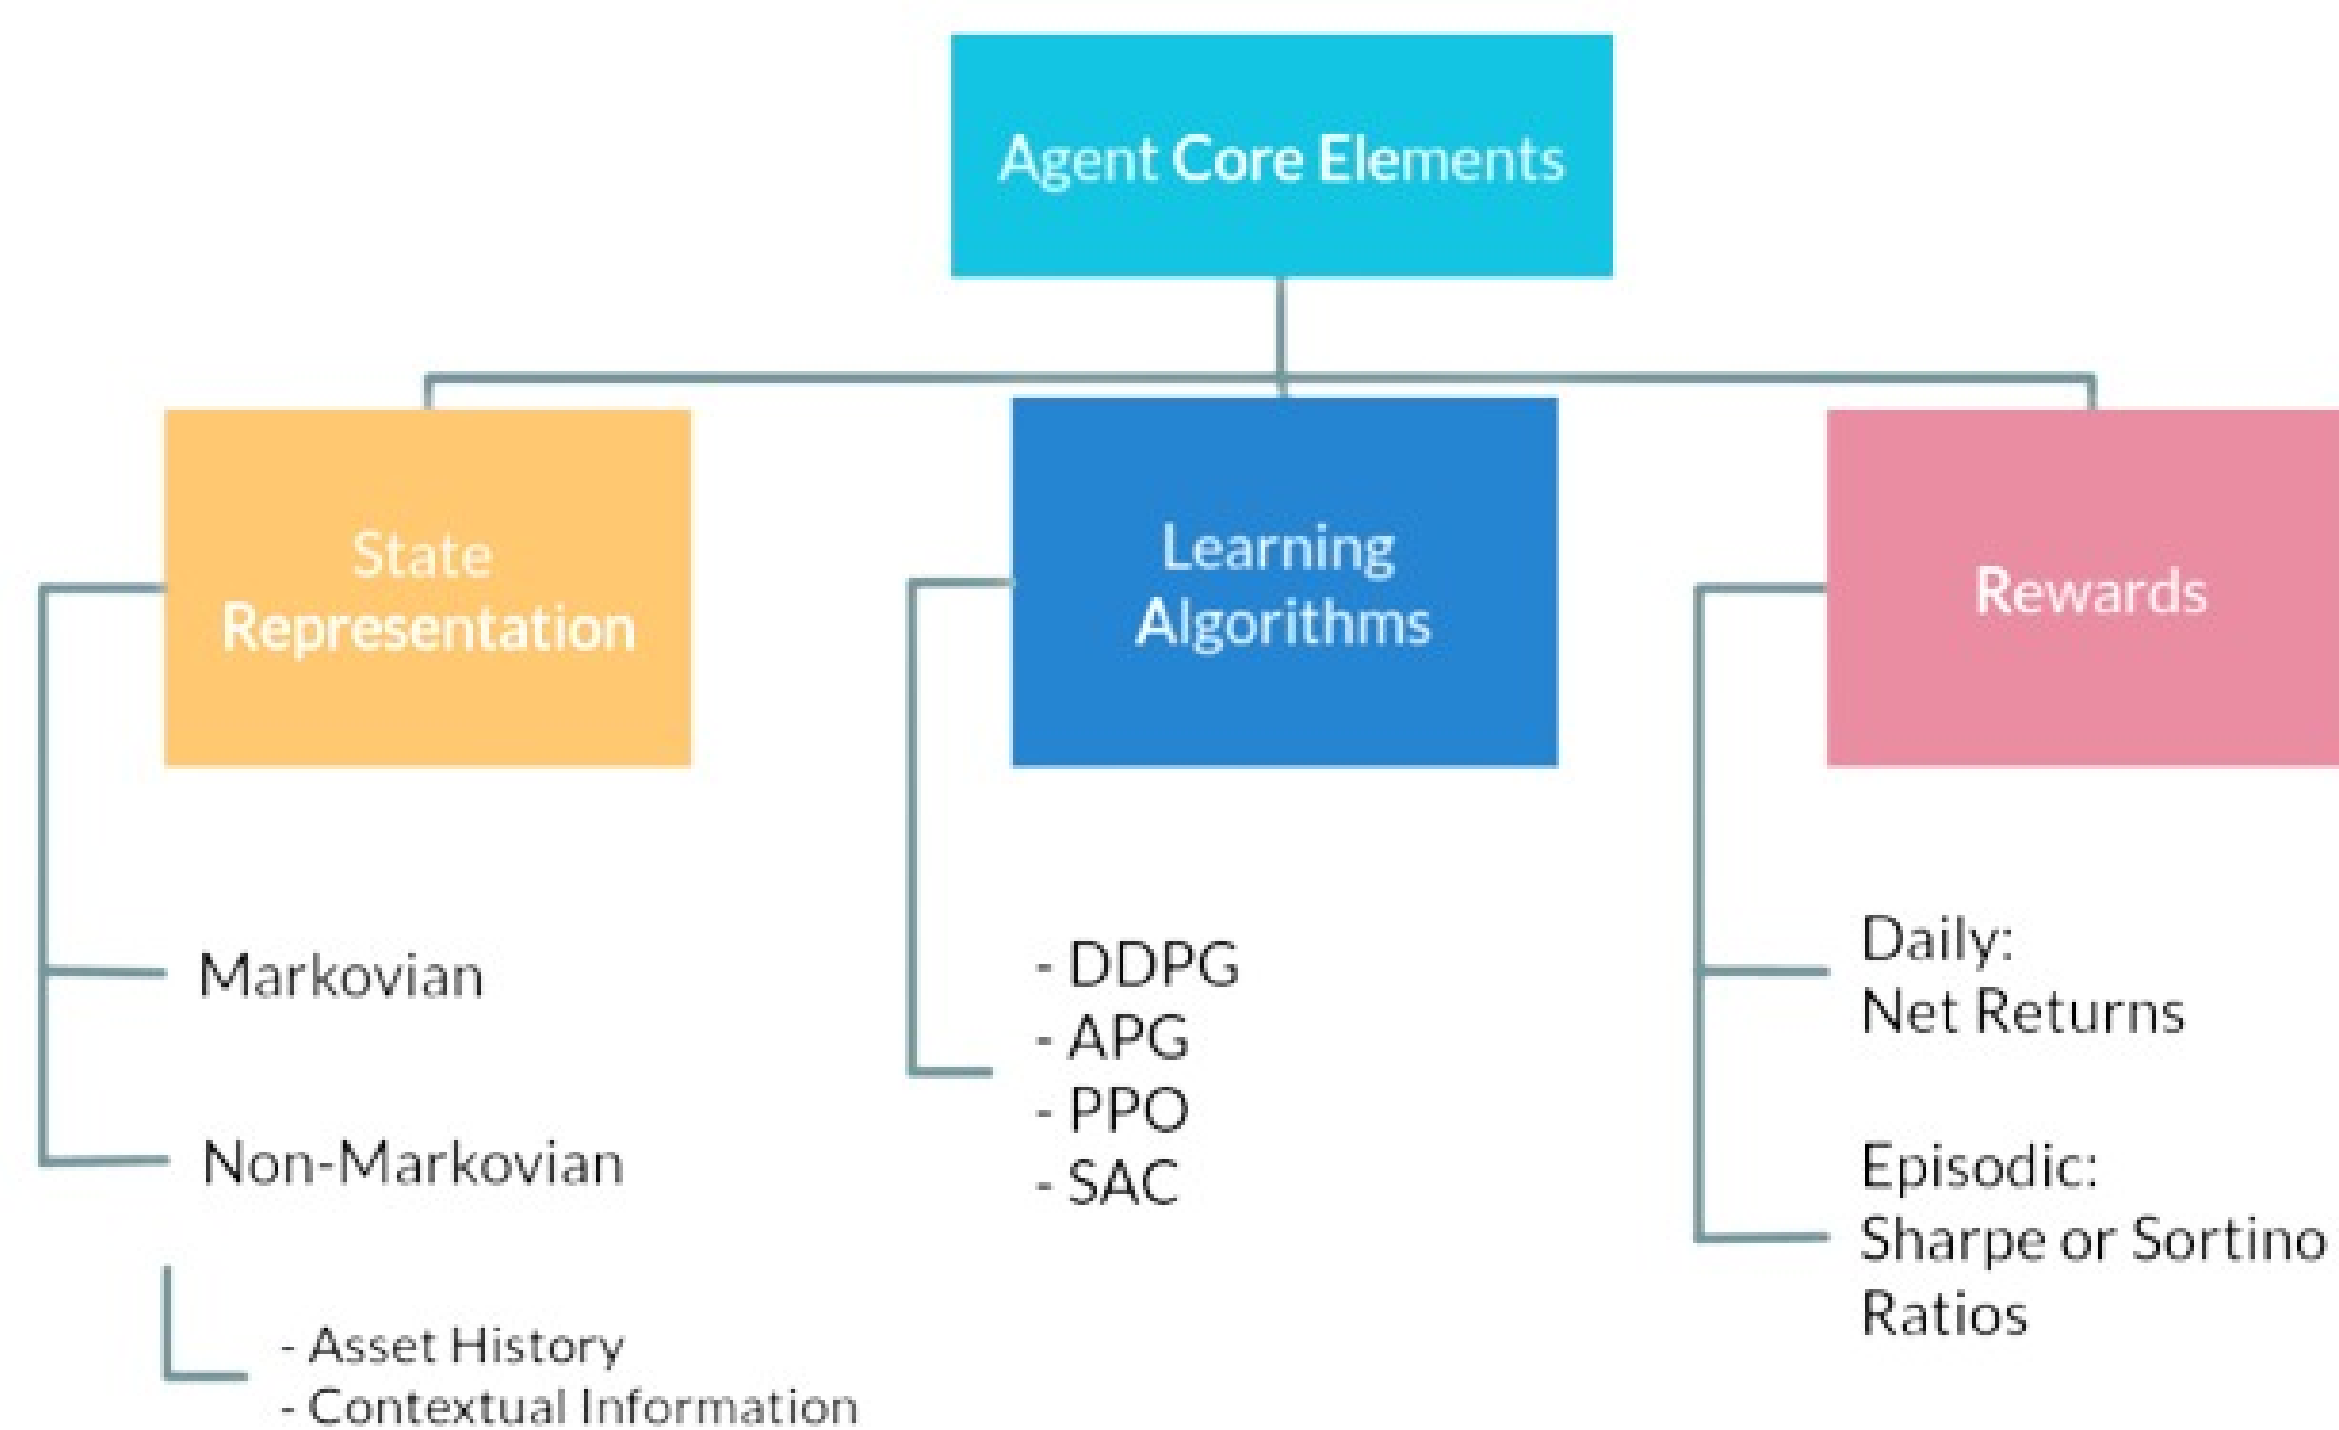 Agent Core Elements
State
Representation
Markovian
Non-Markovian
- Asset History
- Contextual Information
Learning
Algorithms
- DDPG
- APG
- PPO
- SAC
Rewards
Daily:
Net Returns
Episodic:
Sharpe or Sortino
Ratios